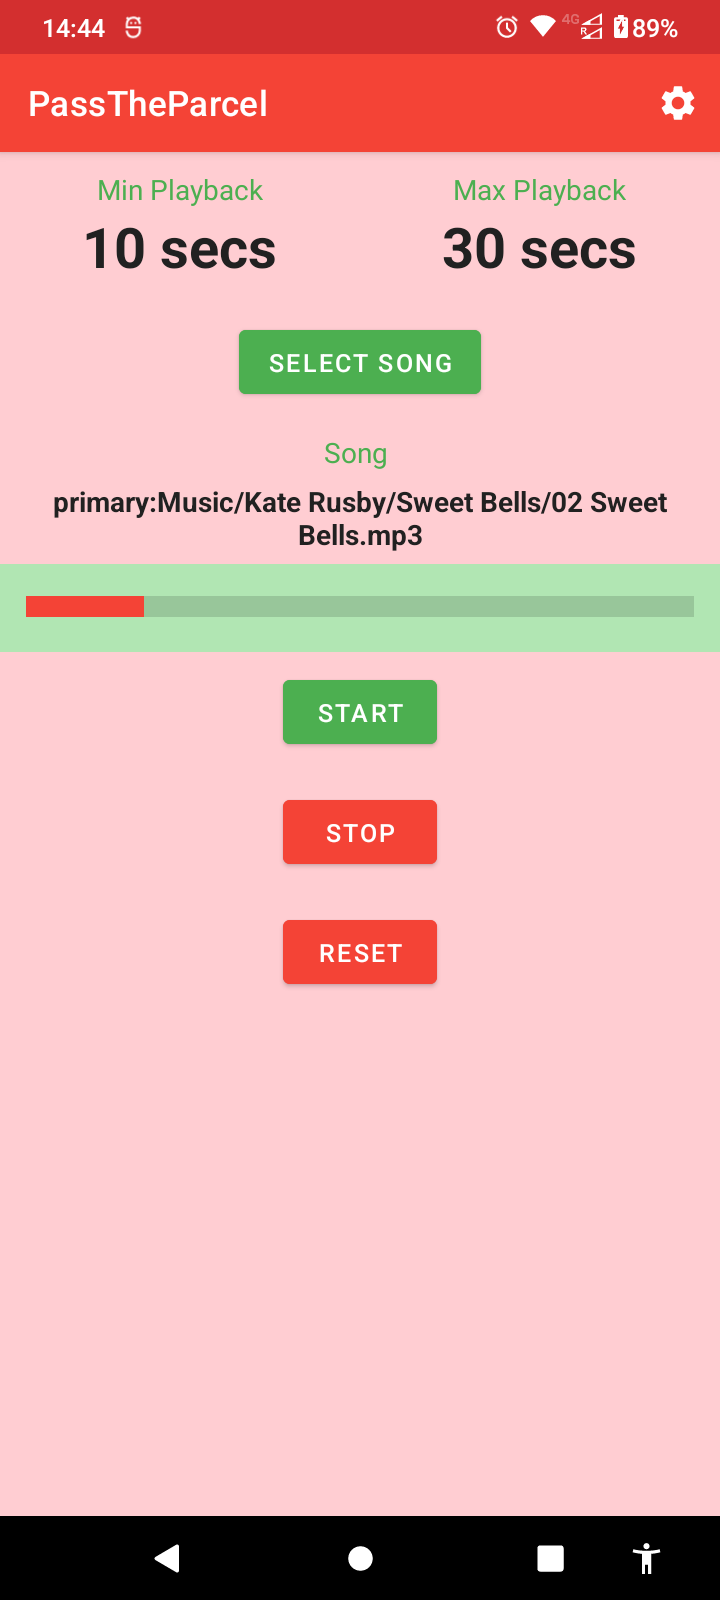 14:44
4G
R
89%
PassTheParcel
Min Playback
Max Playback
10 secs
30 secs
SELECT SONG
Song
primary:Music/Kate Rusby/Sweet Bells/02 Sweet
Bells.mp3
START
STOP
RESET